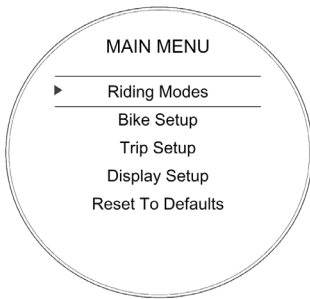 MAIN MENU
Riding Modes
Bike Setup
Trip Setup
Display Setup
Reset To Defaults